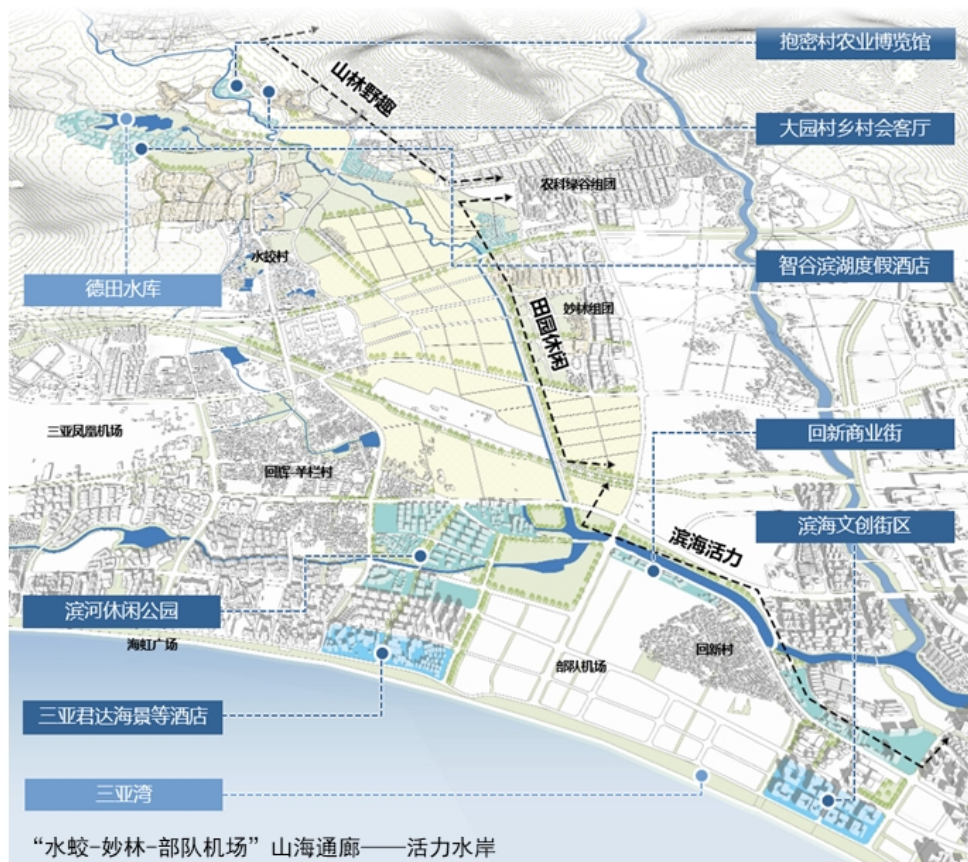 抱密村农业博览馆
山林野趣
大园村乡村会客厅
农科绿谷组团
水蛟村
智谷滨湖度假酒店
德田水库
田园休闲
妙林组团
三亚凤凰机场
回新商业街
回辉-羊栏村
滨海文创街区
滨海活力
滨河休闲公园
海虹广场
回新村
部队机场
三亚君达海景等酒店
三亚湾
“水蛟-妙林-部队机场”山海通廊——活力水岸